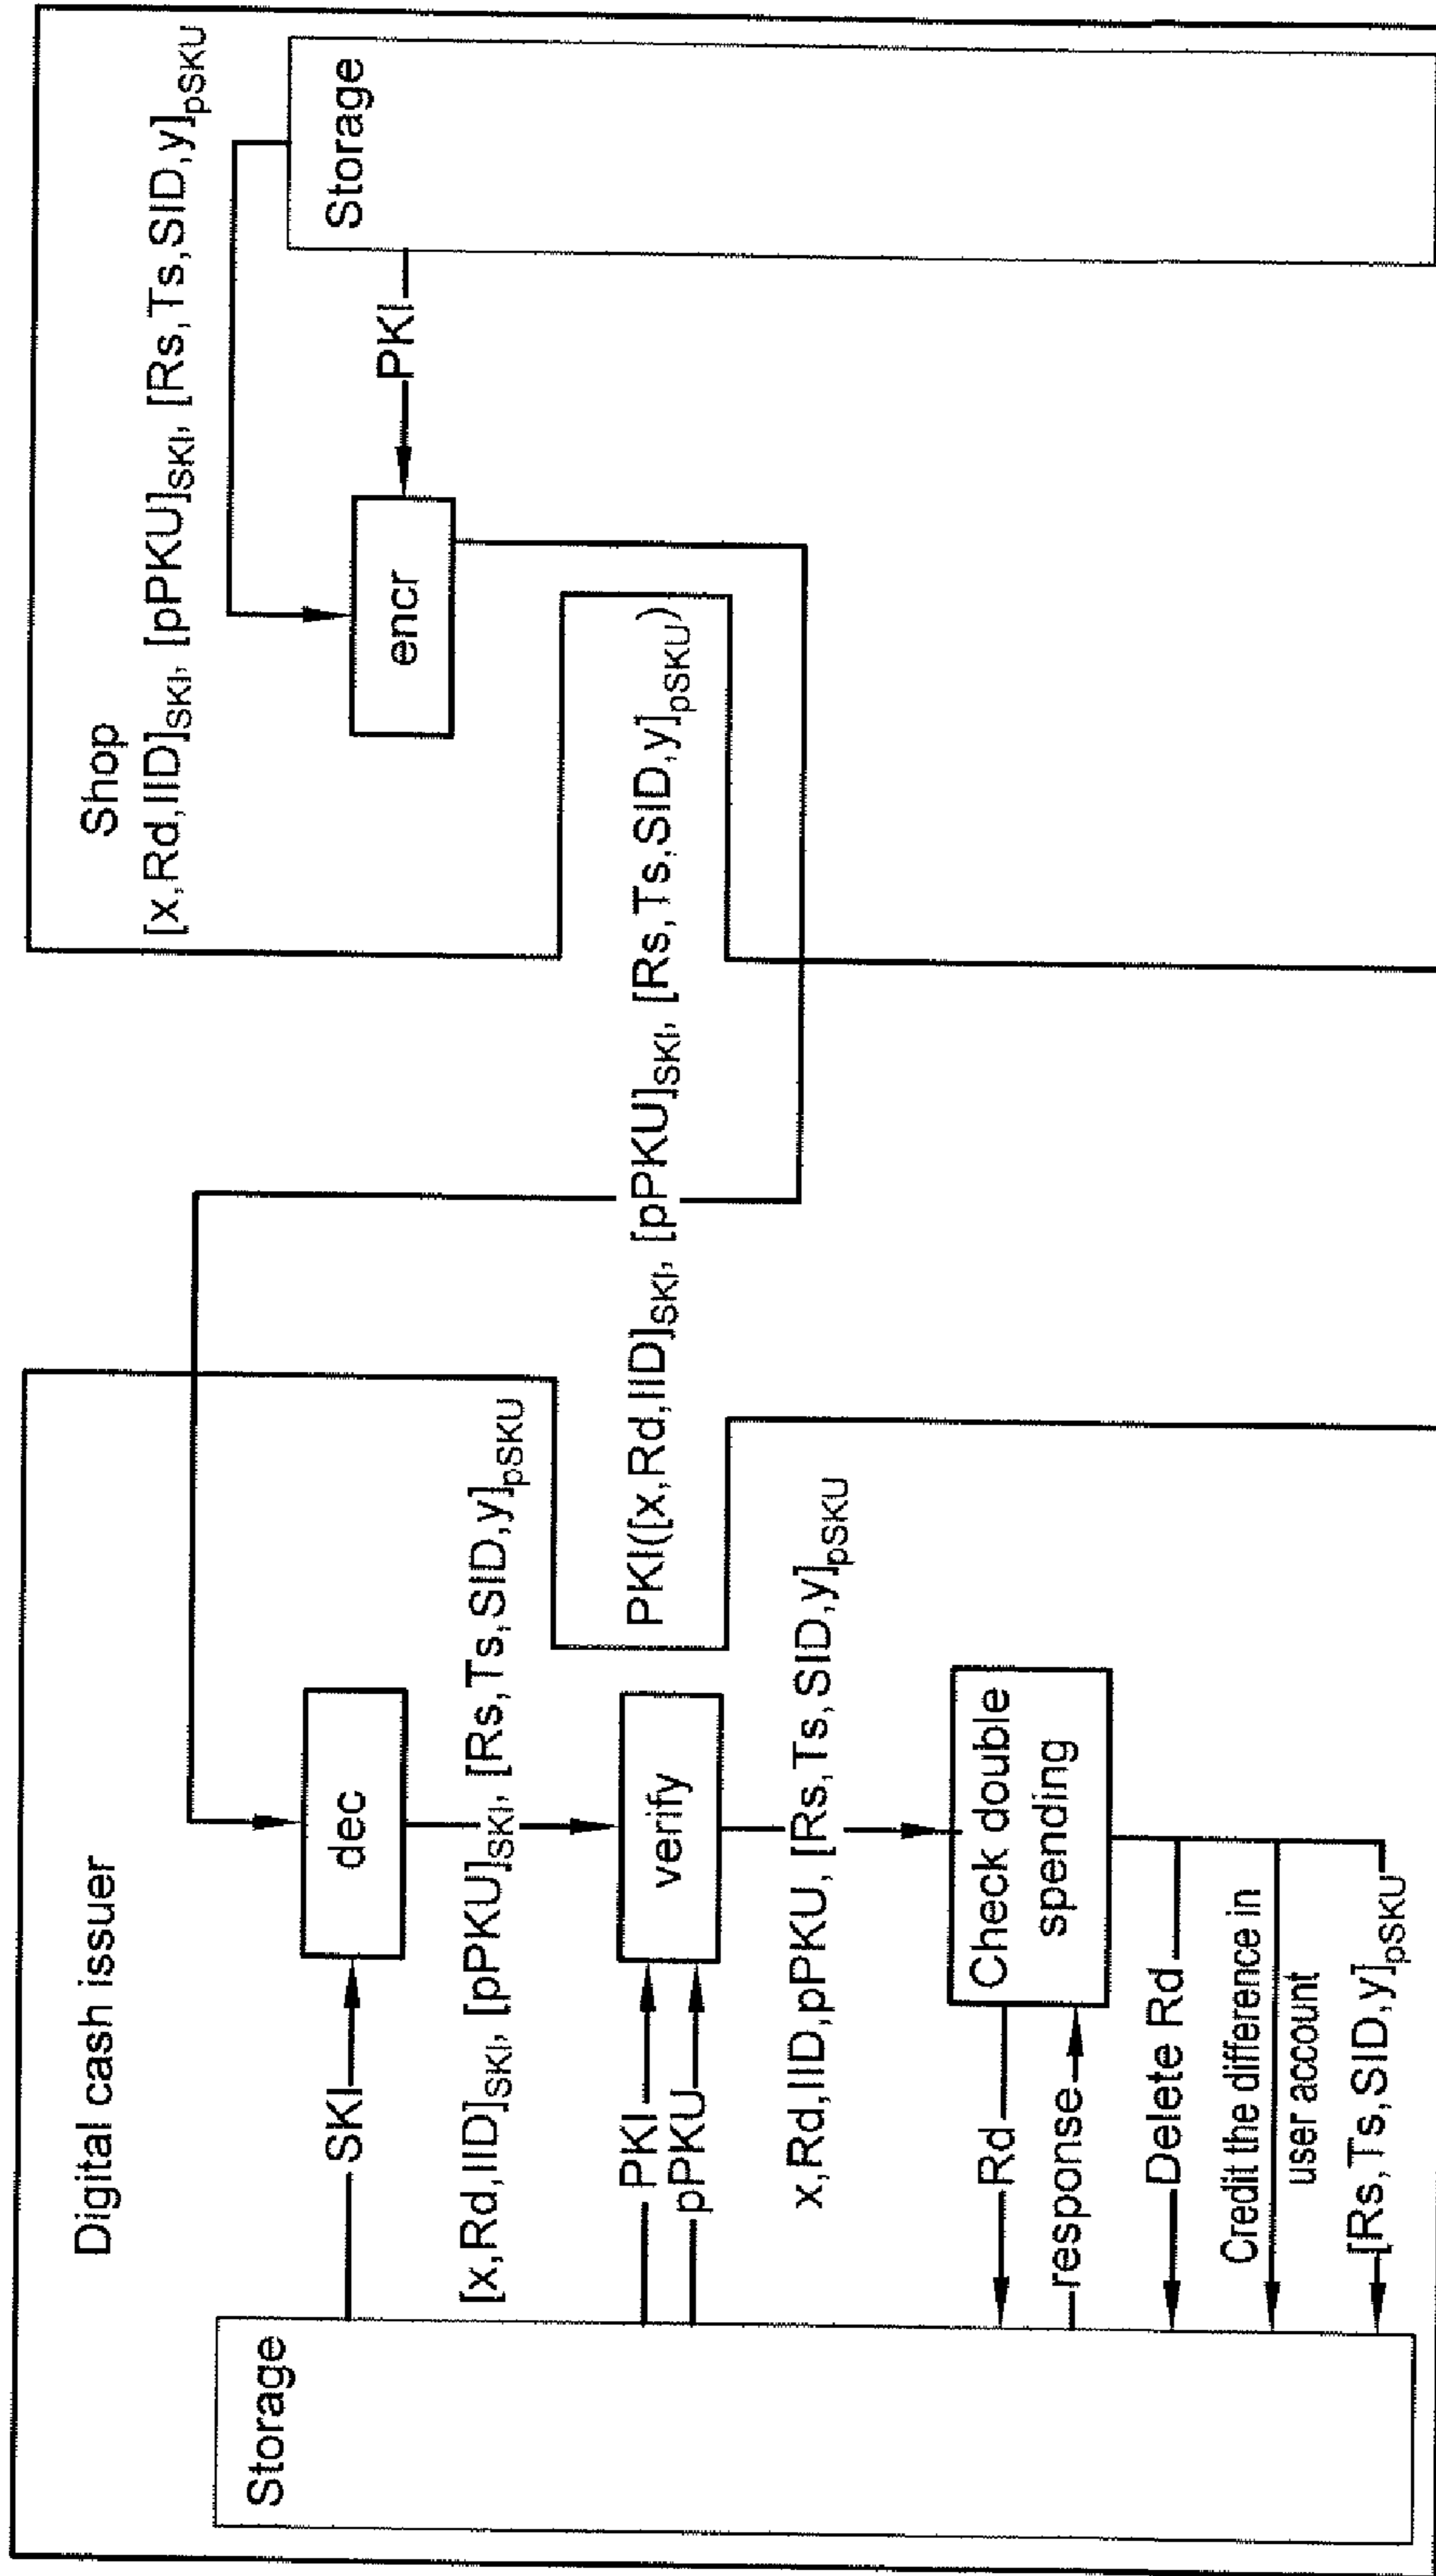 Digital cash issuer
Storage
SKI
dec
[x,Rd,IID]SKI, [pPKU]SKI, [Rs,Ts,SID,y]pSKU
PKI
pPKU
verify
x,Rd,IID,pPKU, [Rs,Ts,SID,y]pSKU
Rd
response
Check double
spending
Delete Rd
Credit the difference in
user account
[Rs,Ts,SID,y]pSKU
PKI([x,Rd,IID]SKI, [pPKU]SKI, [Rs,Ts,SID,y]pSKU)
Shop
[x,Rd,IID]SKI, [pPKU]SKI, [Rs,Ts,SID,y]pSKU
encr
PKI
Storage